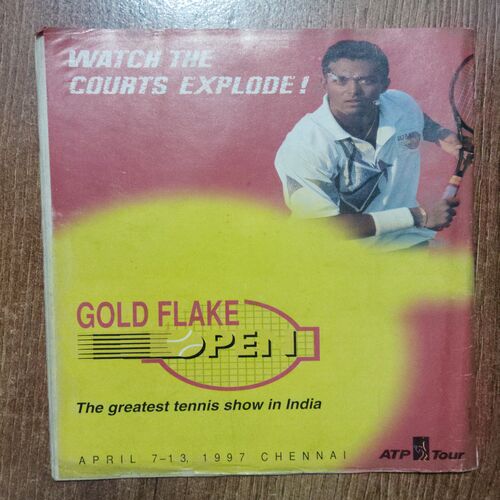 WATCH THE
COURTS EXPLODE!
GOLD FLAKE
OPEN
The greatest tennis show in India
APRIL 7-13, 1997 CHENNAI
ATP Tour